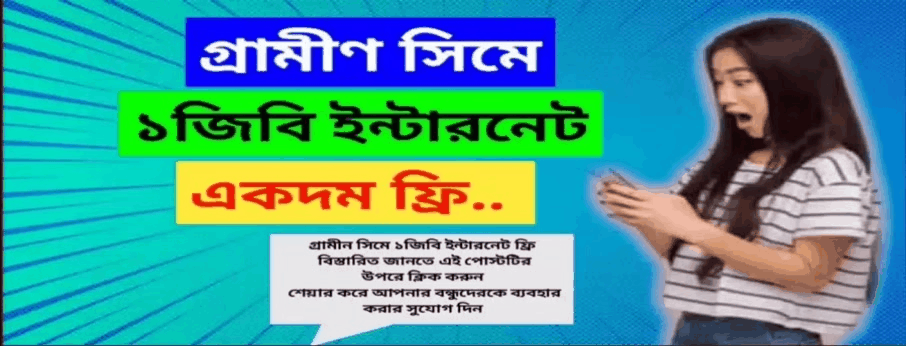 গ্রামীণ সিমে
১জিবি ইন্টারনেট
একদম ফ্রি..
গ্রামীন সিমে ১জিবি ইন্টারনেট ফ্রি
বিস্তারিত জানতে এই পোস্টটির
উপরে ক্লিক করুন
শেয়ার করে আপনার বন্ধুদেরকে ব্যবহার
করার সুযোগ দিন